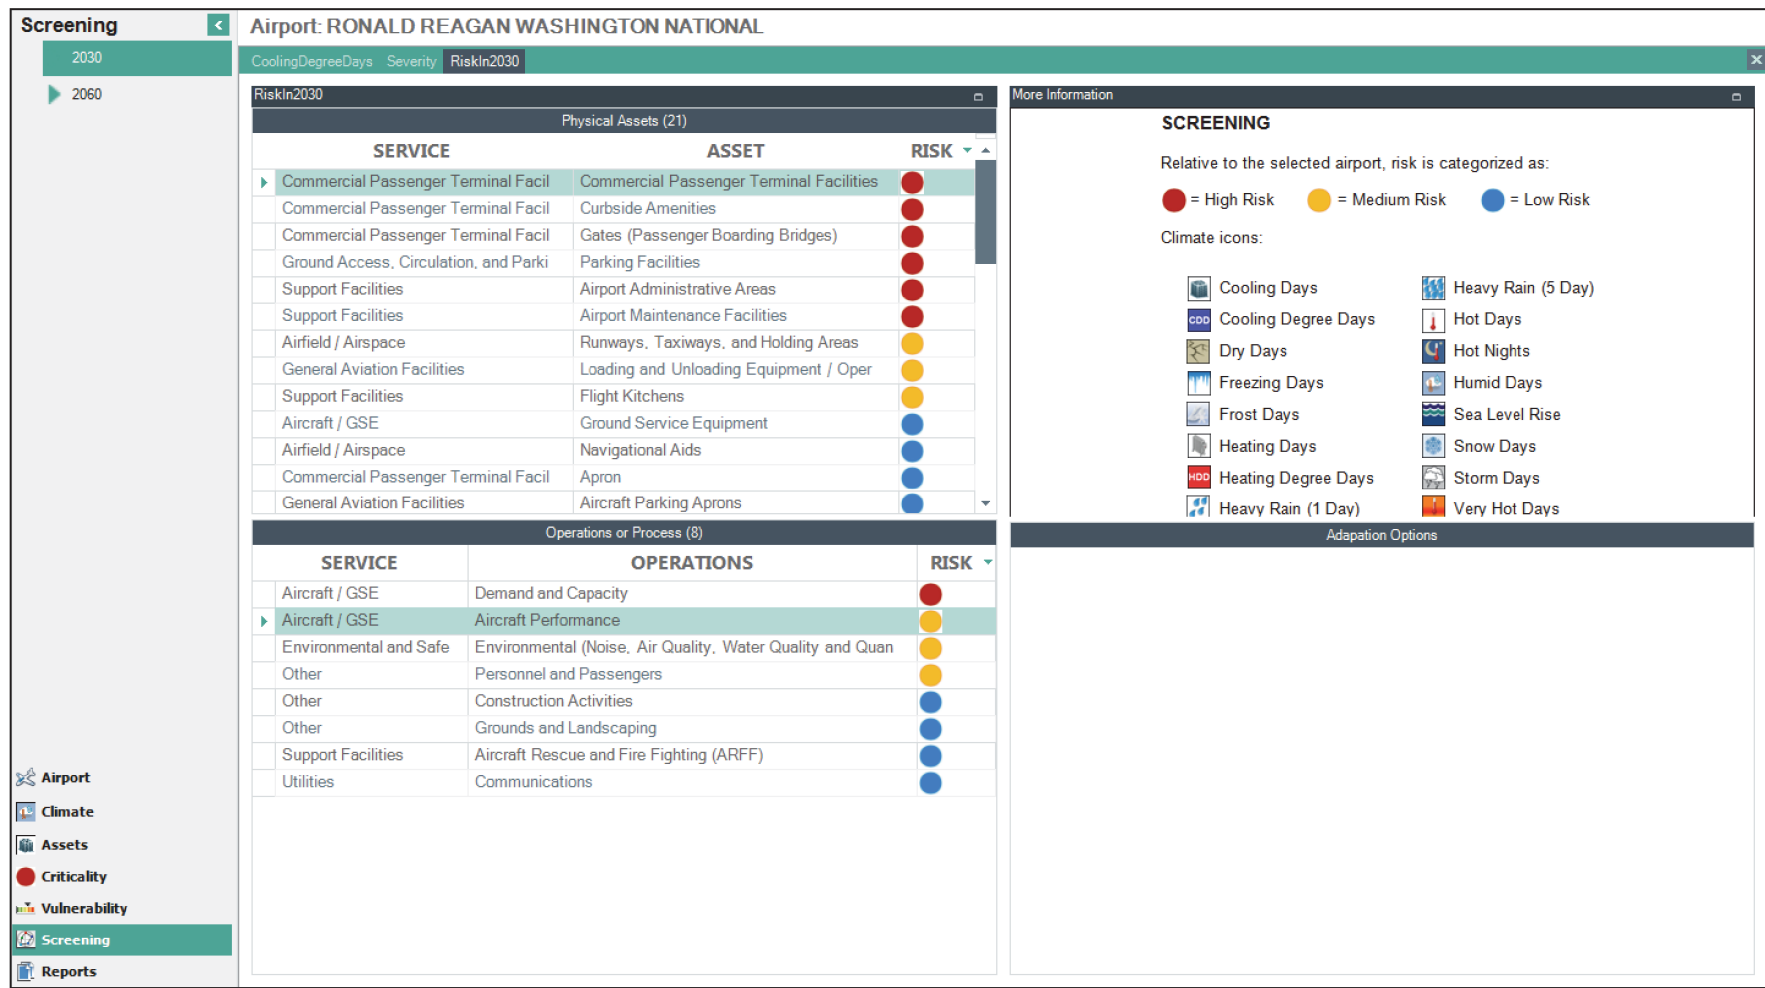 Screening
<
2030
2060
Airport
Climate
Assets
Criticality
Vulnerability
Screening
Reports
Airport: RONALD REAGAN WASHINGTON NATIONAL
CoolingDegreeDays Severity RiskIn2030
RiskIn2030
Physical Assets (21)
SERVICE ASSET RISK
Commercial Passenger Terminal Facil Commercial Passenger Terminal Facilities
Commercial Passenger Terminal Facil Curbside Amenities
Commercial Passenger Terminal Facil Gates (Passenger Boarding Bridges)
Ground Access, Circulation, and Parki Parking Facilities
Support Facilities Airport Administrative Areas
Support Facilities Airport Maintenance Facilities
Airfield / Airspace Runways, Taxiways, and Holding Areas
General Aviation Facilities Loading and Unloading Equipment / Oper
Support Facilities Flight Kitchens
Aircraft / GSE Ground Service Equipment
Airfield / Airspace Navigational Aids
Commercial Passenger Terminal Facil Apron
General Aviation Facilities Aircraft Parking Aprons
Operations or Process (8)
SERVICE OPERATIONS RISK
Aircraft / GSE Demand and Capacity
Aircraft / GSE Aircraft Performance
Environmental and Safe Environmental (Noise, Air Quality, Water Quality and Quan
Other Personnel and Passengers
Other Construction Activities
Other Grounds and Landscaping
Support Facilities Aircraft Rescue and Fire Fighting (ARFF)
Utilities Communications
More Information
SCREENING
Relative to the selected airport, risk is categorized as:
= High Risk = Medium Risk = Low Risk
Climate icons:
Cooling Days Heavy Rain (5 Day)
CDD Cooling Degree Days Hot Days
Dry Days Hot Nights
Freezing Days Humid Days
Frost Days Sea Level Rise
Heating Days Snow Days
HDD Heating Degree Days Storm Days
Heavy Rain (1 Day) Very Hot Days
Adapation Options